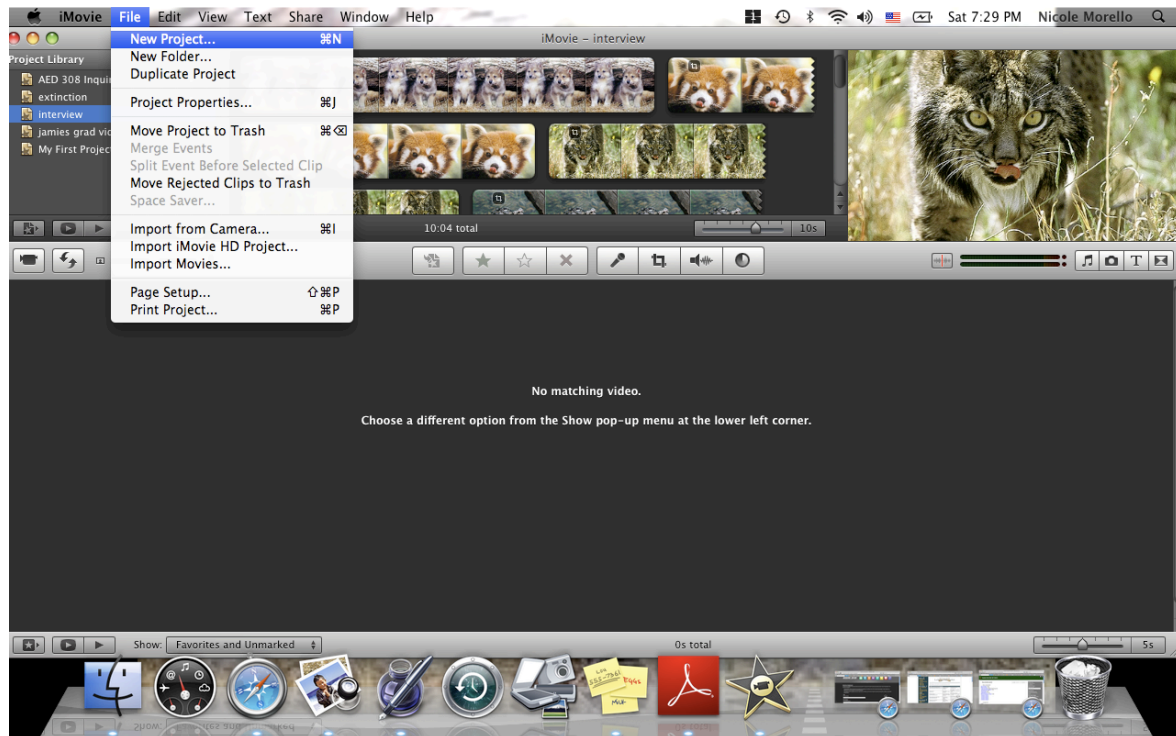 iMovie File Edit View Text Share Window Help Sat 7:29 PM Nicole Morello
iMovie – interview
Project Library
AED 308 Inqui
extinction
interview
jamies grad vid
My First Project
New Project... ⌘N
New Folder...
Duplicate Project
Project Properties... ⌘J
Move Project to Trash ⌘⌫
Merge Events
Split Event Before Selected Clip
Move Rejected Clips to Trash
Space Saver...
Import from Camera... ⌘I
Import iMovie HD Project...
Import Movies...
Page Setup... ⇧⌘P
Print Project... ⌘P
10:04 total 10s
T
No matching video.
Choose a different option from the Show pop-up menu at the lower left corner.
Show: Favorites and Unmarked 0s total 5s